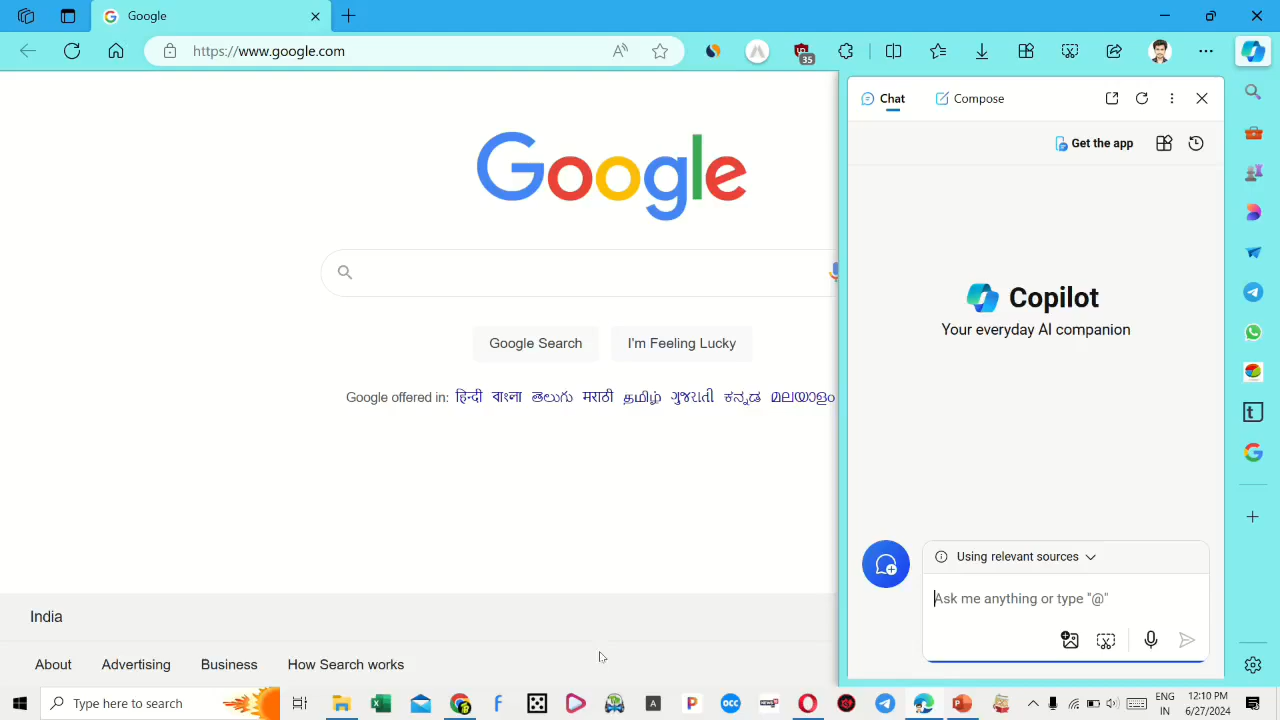 Google
https://www.google.com
35
Chat
Compose
Get the app
Google
Copilot
Your everyday AI companion
Google Search
I'm Feeling Lucky
Google offered in: हिन्दी বাংলা తెలుగు मराठी தமிழ் ગુજરાતી ಕನ್ನಡ മലയാളം
Using relevant sources
Ask me anything or type "@"
India
About
Advertising
Business
How Search works
Type here to search
ENG
IN
12:10 PM
6/27/2024